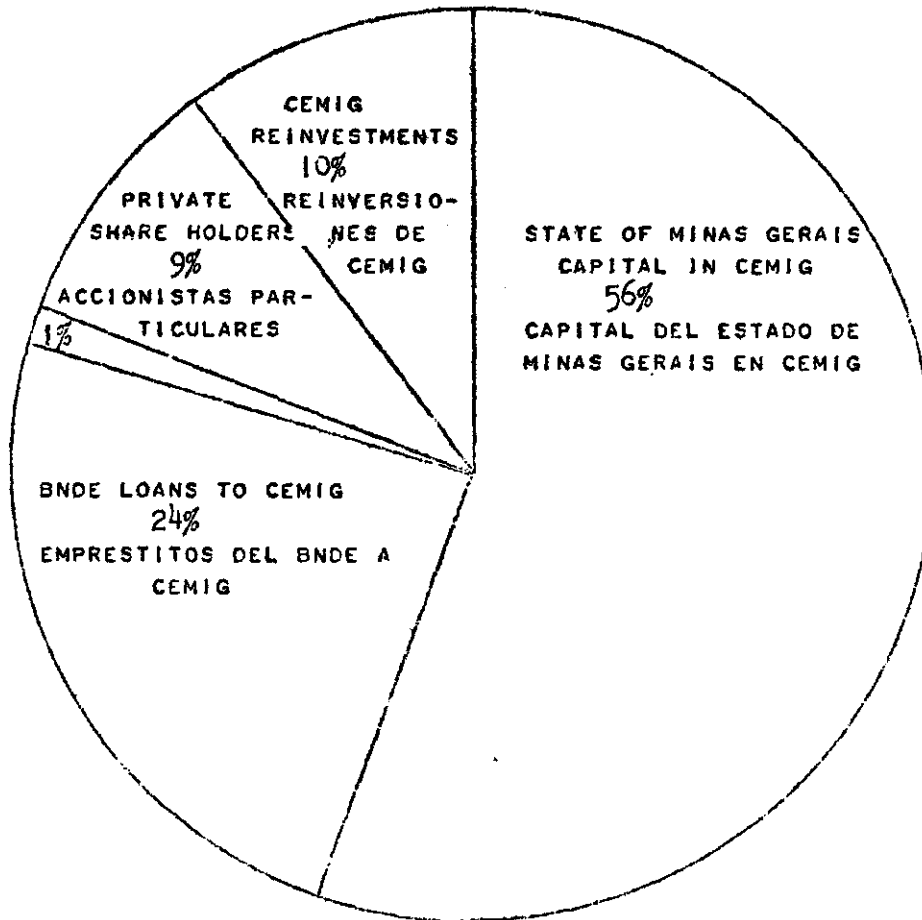 CEMIG
REINVESTMENTS
10%
REINVERSIO-
NES DE
CEMIG
PRIVATE
SHARE HOLDERS
9%
ACCIONISTAS PAR-
TICULARES
1%
STATE OF MINAS GERAIS
CAPITAL IN CEMIG
56%
CAPITAL DEL ESTADO DE
MINAS GERAIS EN CEMIG
BNDE LOANS TO CEMIG
24%
EMPRESTITOS DEL BNDE A
CEMIG